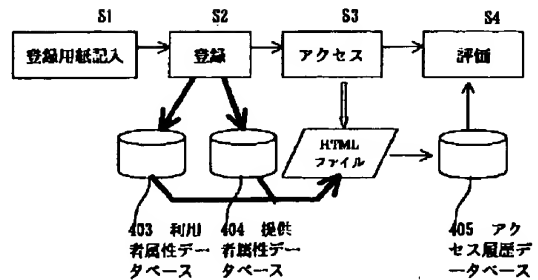 S1 S2 S3 S4
登録用紙記入 登録 アクセス 評価
HTML
ファイル
403 利用
者属性デー
タベース
404 提供
者属性デー
タベース
405 アク
セス履歴デ
ータベース